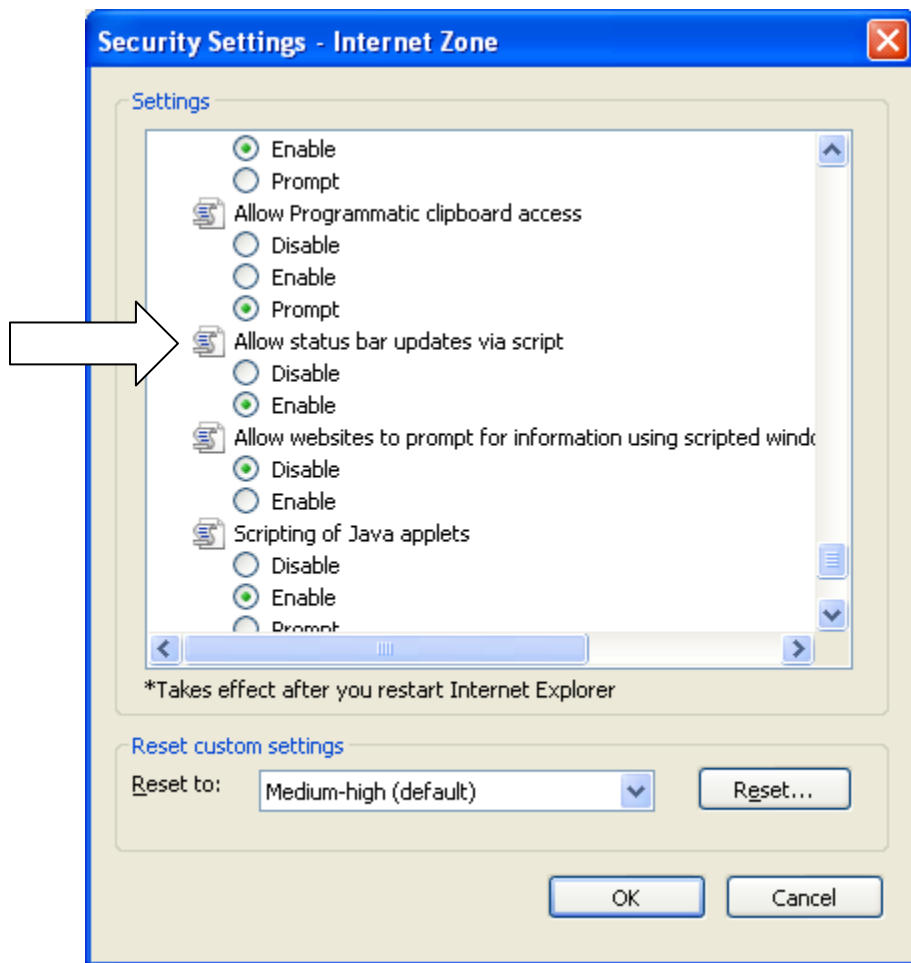 Security Settings - Internet Zone
Settings
Enable
Prompt
Allow Programmatic clipboard access
Disable
Enable
Prompt
Allow status bar updates via script
Disable
Enable
Allow websites to prompt for information using scripted windo
Disable
Enable
Scripting of Java applets
Disable
Enable
Prompt
*Takes effect after you restart Internet Explorer
Reset custom settings
Reset to: Medium-high (default) Reset...
OK Cancel